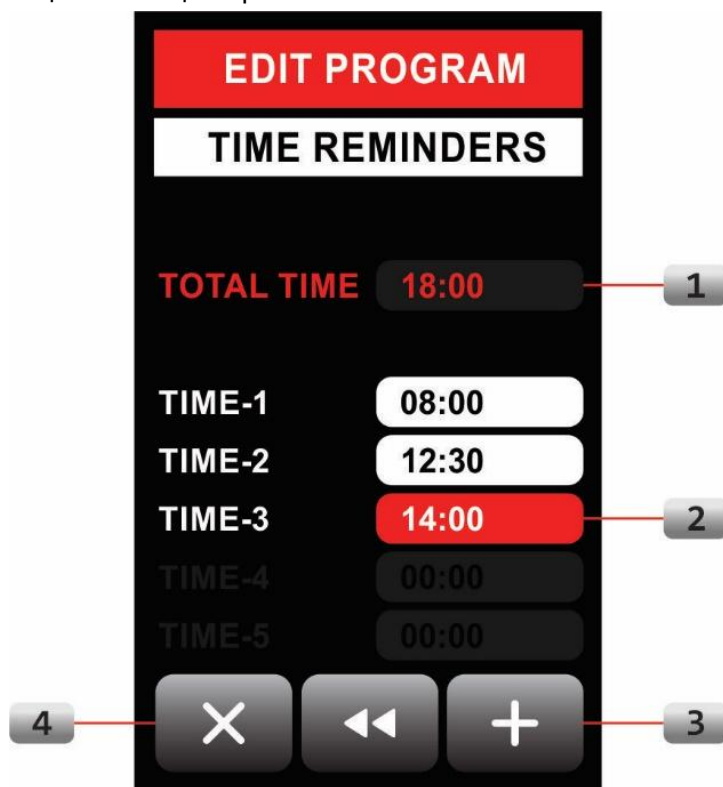 EDIT PROGRAM
TIME REMINDERS
TOTAL TIME 18:00
1
TIME-1 08:00
TIME-2 12:30
TIME-3 14:00
2
TIME-4 00:00
TIME-5 00:00
4
3